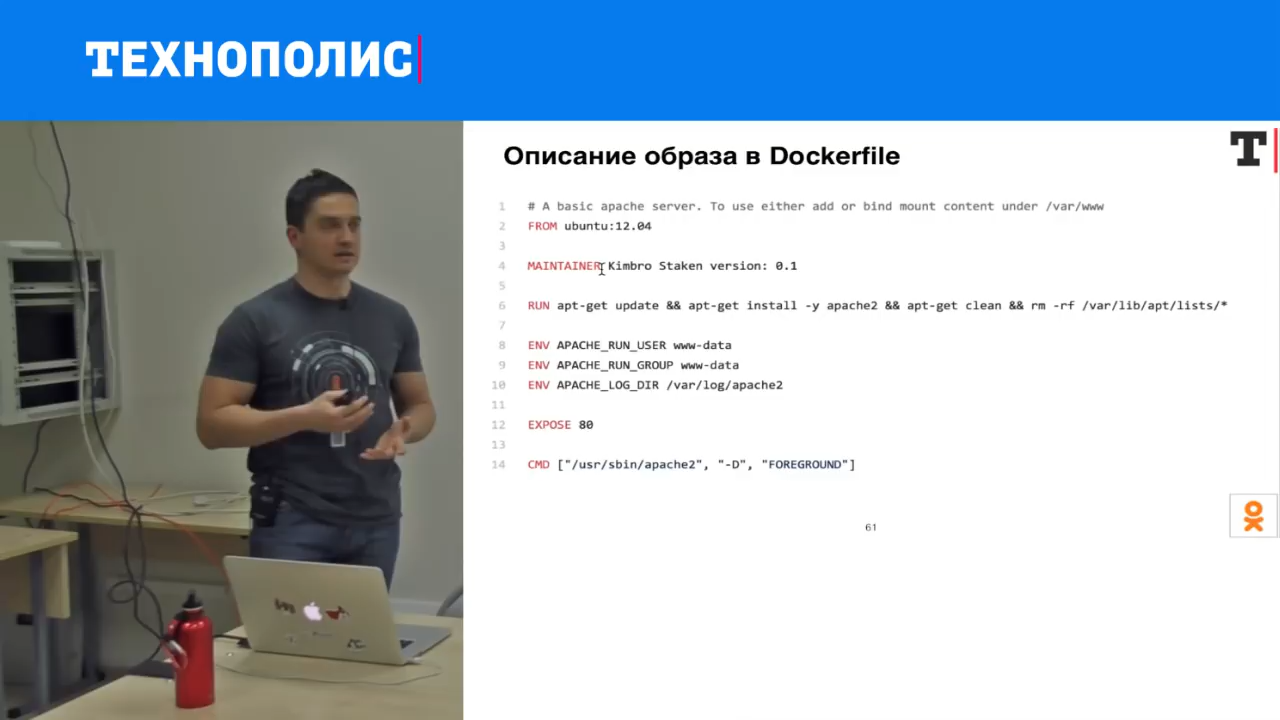 ТЕХНОПОЛИС
Описание образа в Dockerfile
T
1 # A basic apache server. To use either add or bind mount content under /var/www
2 FROM ubuntu:12.04
3
4 MAINTAINER Kimbro Staken version: 0.1
5
6 RUN apt-get update && apt-get install -y apache2 && apt-get clean && rm -rf /var/lib/apt/lists/*
7
8 ENV APACHE_RUN_USER www-data
9 ENV APACHE_RUN_GROUP www-data
10 ENV APACHE_LOG_DIR /var/log/apache2
11
12 EXPOSE 80
13
14 CMD ["/usr/sbin/apache2", "-D", "FOREGROUND"]
61